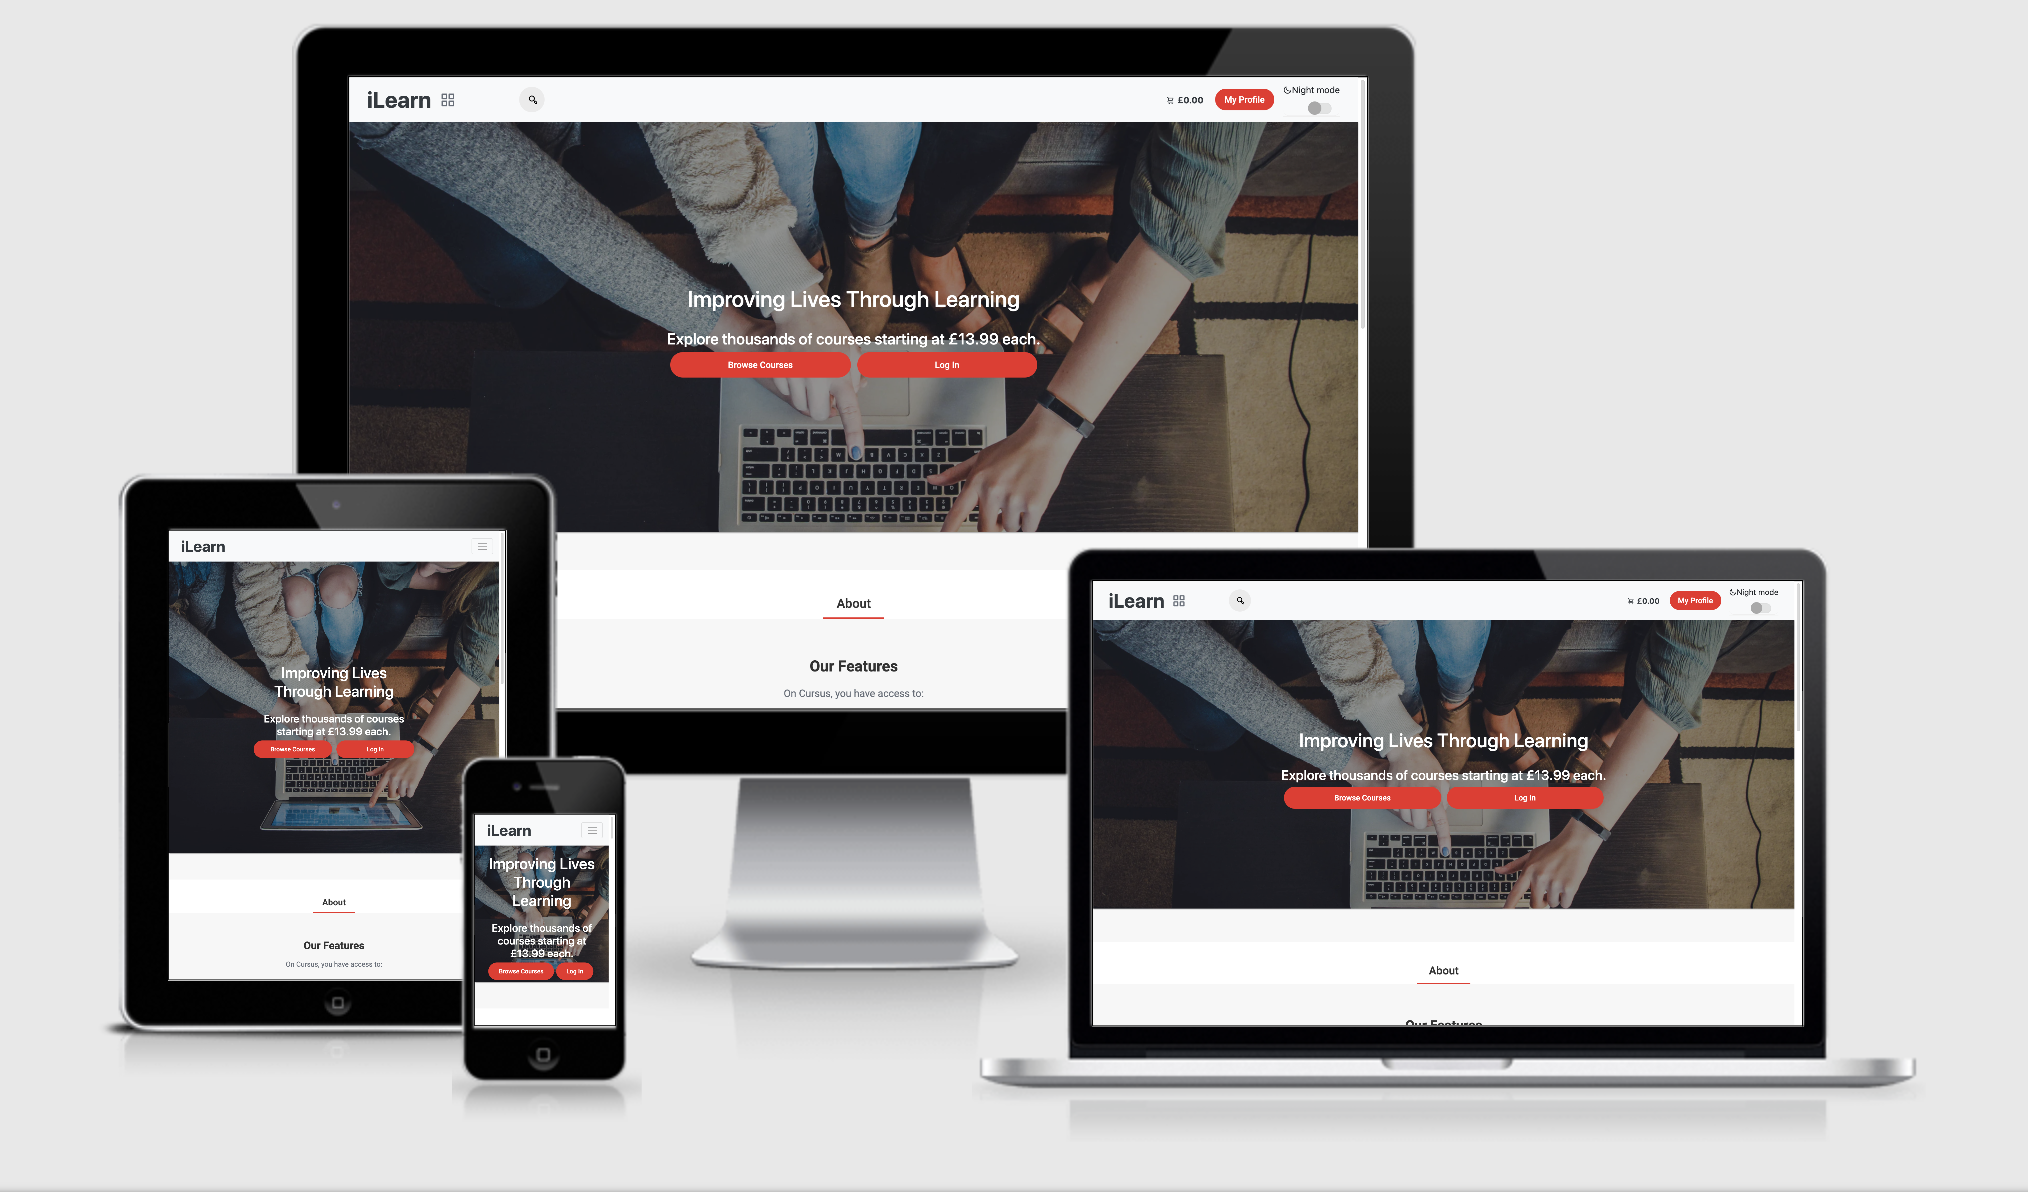 iLearn
£0.00
My Profile
Night mode
Improving Lives Through Learning
Explore thousands of courses starting at £13.99 each.
Browse Courses
Log In
About
Our Features
On Cursus, you have access to:
iLearn
Improving Lives
Through Learning
Explore thousands of courses
starting at £13.99 each.
Browse Courses
Log In
About
Our Features
On Cursus, you have access to:
iLearn
Improving Lives
Through
Learning
Explore thousands of
courses starting at
£13.99 each.
Browse Courses
Log In
iLearn
£0.00
My Profile
Night mode
Improving Lives Through Learning
Explore thousands of courses starting at £13.99 each.
Browse Courses
Log In
About
Our Features